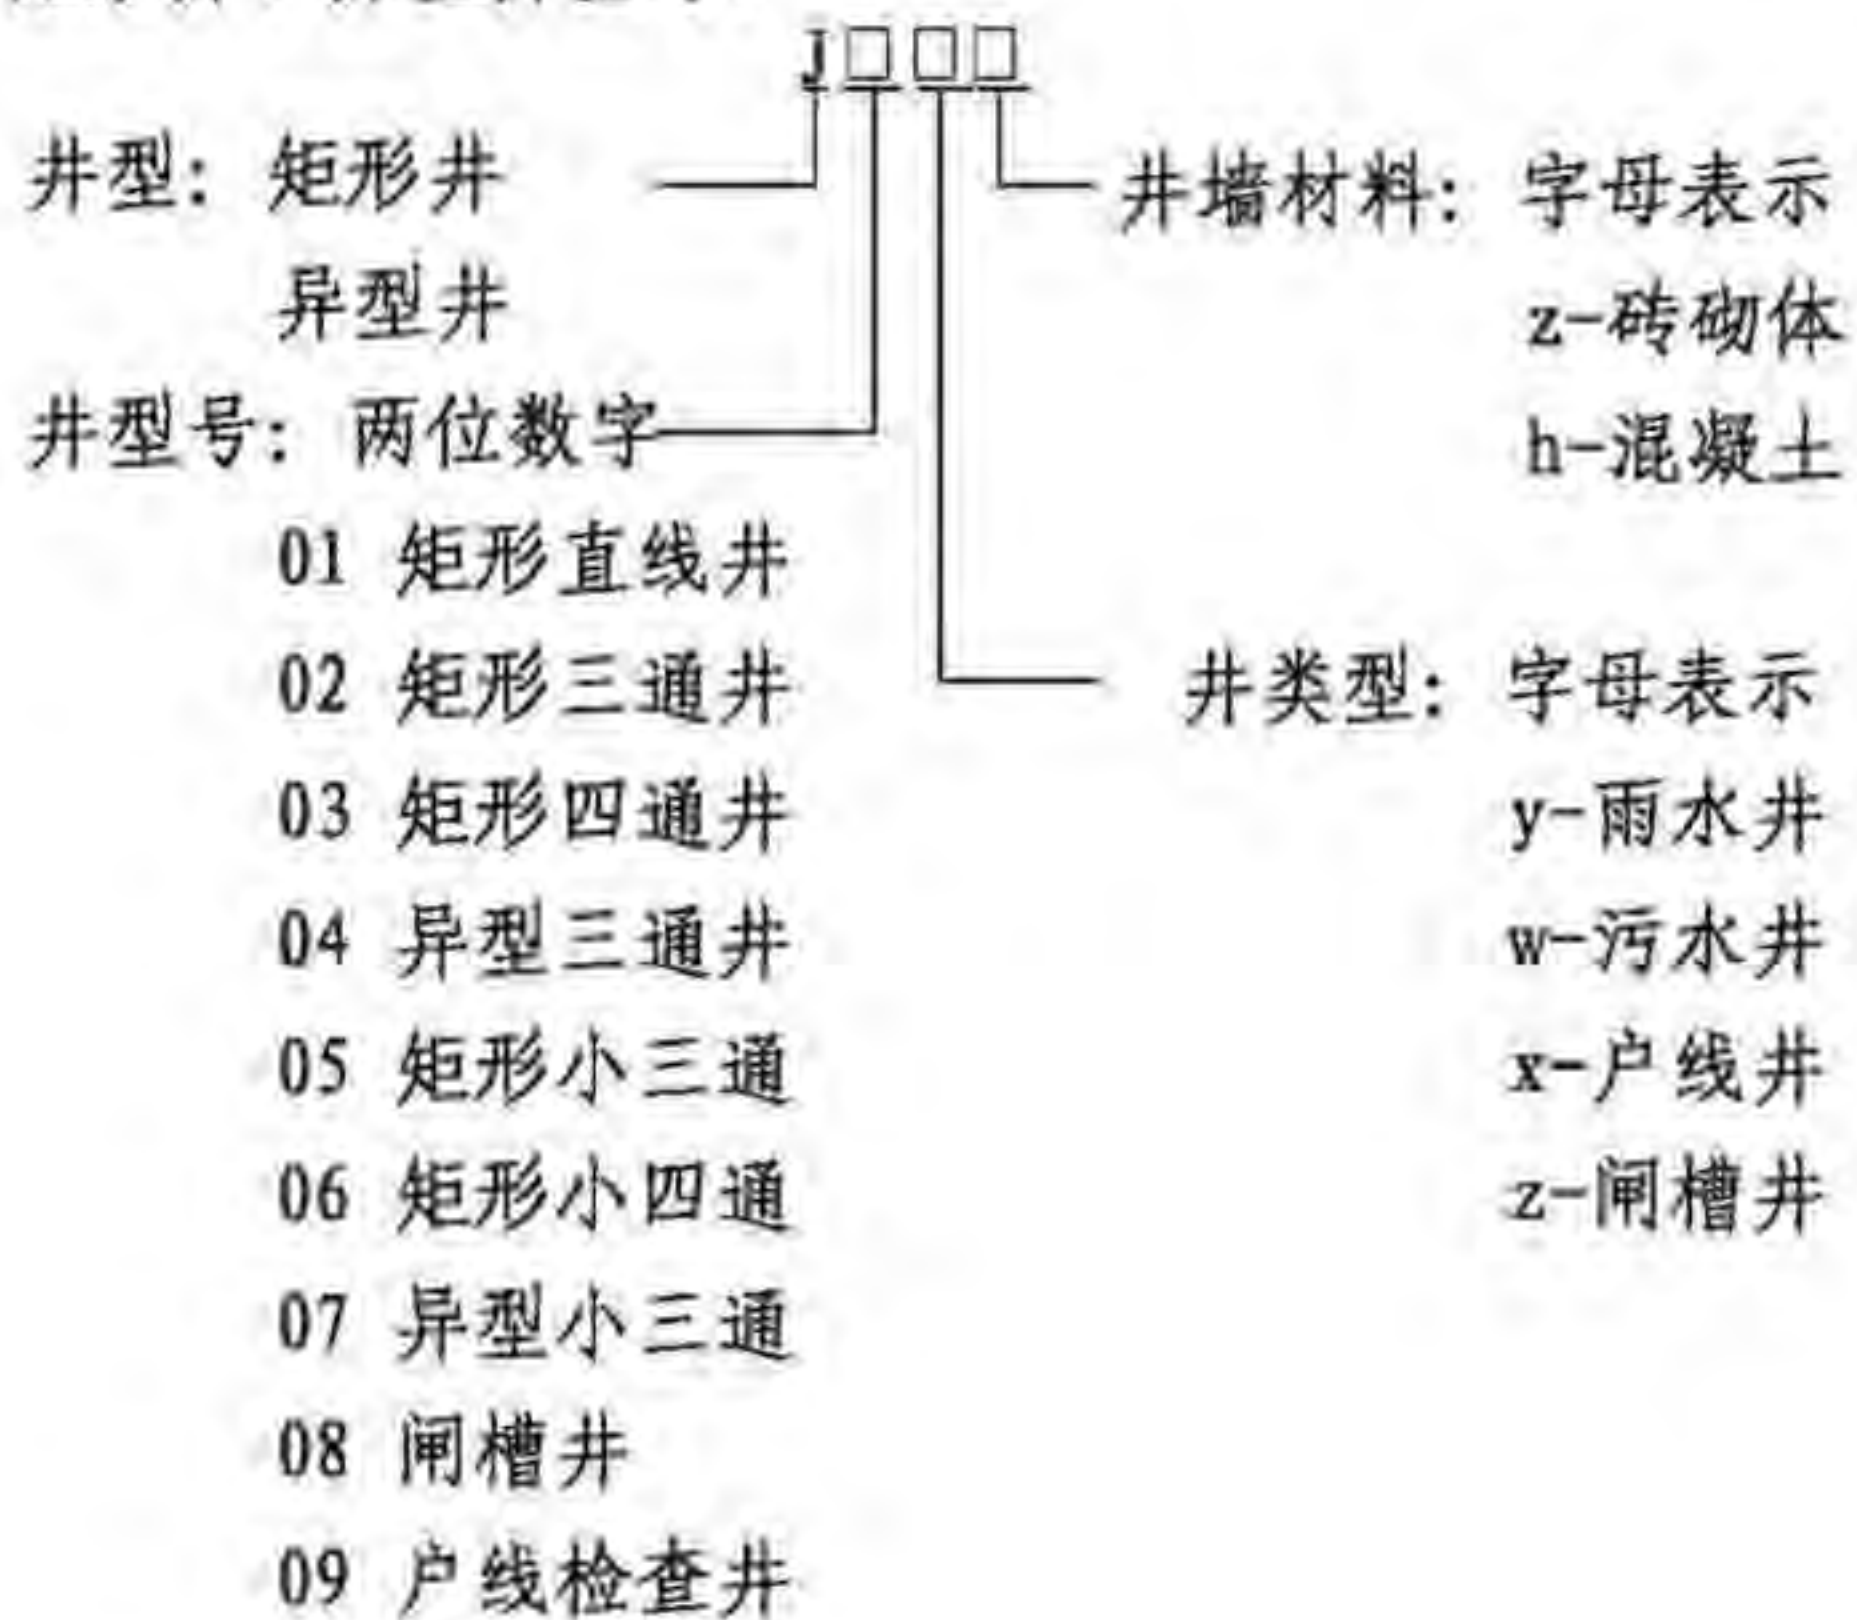 J□□□
井型：矩形井
异型井
井型号：两位数字
01 矩形直线井
02 矩形三通井
03 矩形四通井
04 异型三通井
05 矩形小三通
06 矩形小四通
07 异型小三通
08 闸槽井
09 户线检查井
井墙材料：字母表示
z-砖砌体
h-混凝土
井类型：字母表示
y-雨水井
w-污水井
x-户线井
z-闸槽井